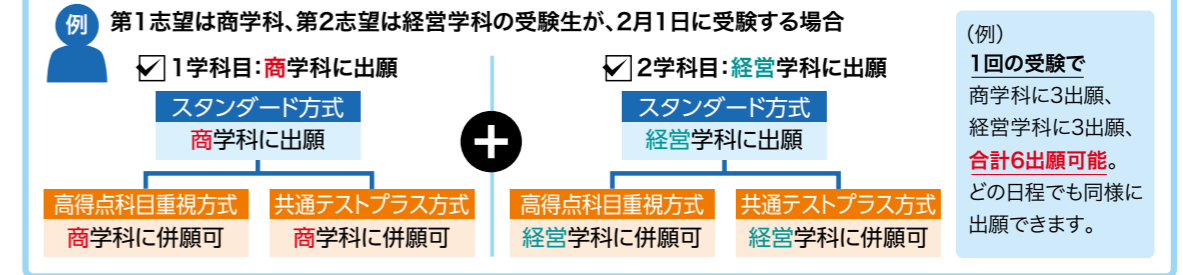 例 第1志望は商学科、第2志望は経営学科の受験生が、2月1日に受験する場合
1学科目:商学科に出願
スタンダード方式
商学科に出願
高得点科目重視方式
商学科に併願可
共通テストプラス方式
商学科に併願可
+
2学科目:経営学科に出願
スタンダード方式
経営学科に出願
高得点科目重視方式
経営学科に併願可
共通テストプラス方式
経営学科に併願可
(例)
1回の受験で
商学科に3出願、
経営学科に3出願、
合計6出願可能。
どの日程でも同様に
出願できます。